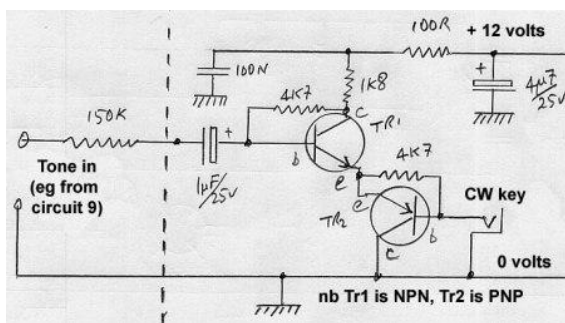 100R
+ 12 volts
100N
1K8
+
4µ7/
25V
4K7
150K
c
+
TR1
b
4K7
Tone in
(eg from
circuit 9)
1µF/
25V
e
e
CW key
TR2
b
c
0 volts
nb Tr1 is NPN, Tr2 is PNP